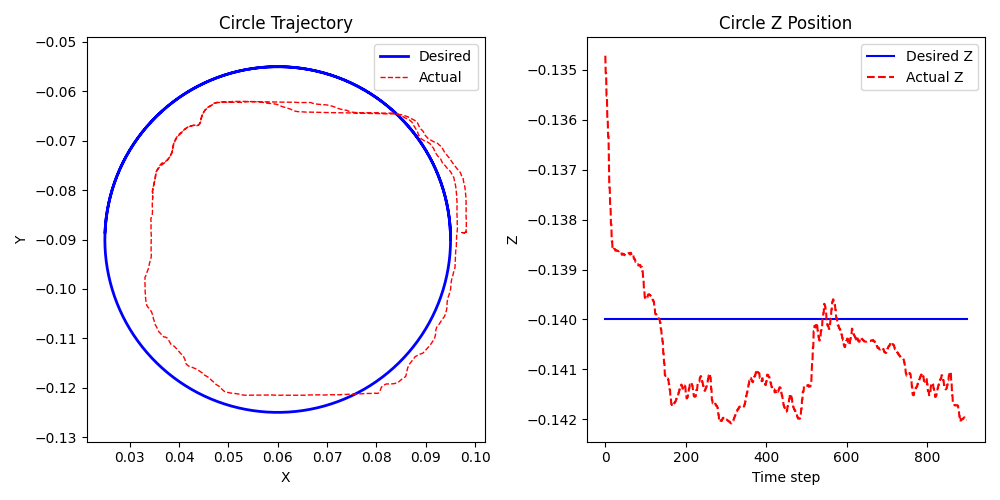 Circle Trajectory
−0.05
−0.06
−0.07
−0.08
−0.09
−0.10
−0.11
−0.12
−0.13
Y
0.03 0.04 0.05 0.06 0.07 0.08 0.09 0.10
X
Desired
Actual
Circle Z Position
−0.135
−0.136
−0.137
−0.138
−0.139
−0.140
−0.141
−0.142
Z
0 200 400 600 800
Time step
Desired Z
Actual Z